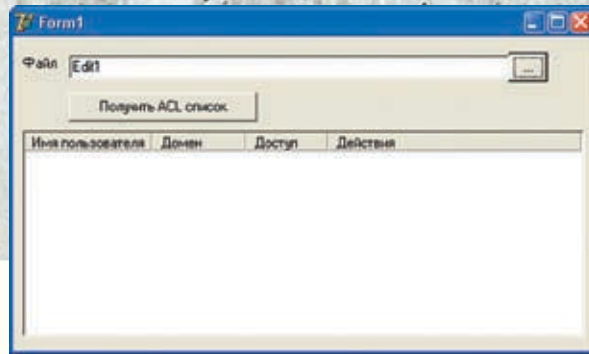 Form1
Файл Edit1 ...
Получить ACL список
Имя пользователя Домен Доступ Действия